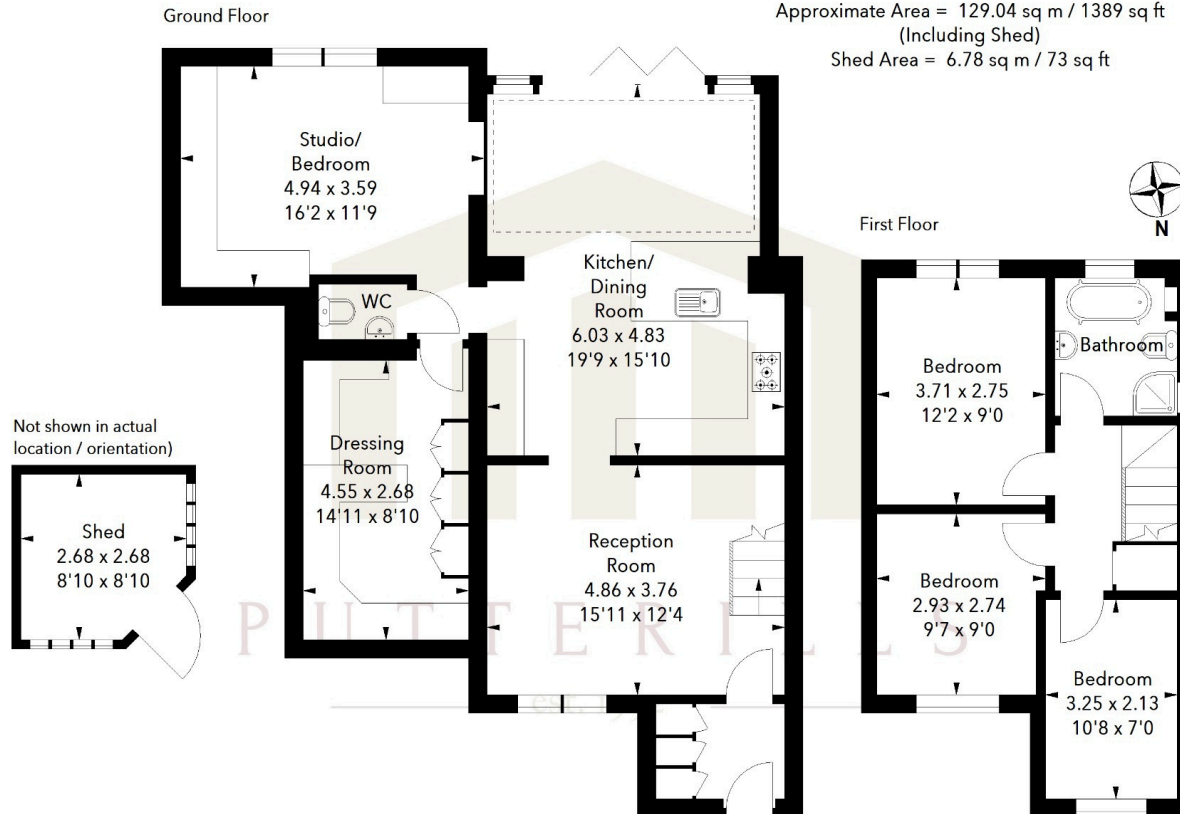 Ground Floor
Approximate Area = 129.04 sq m / 1389 sq ft
(Including Shed)
Shed Area = 6.78 sq m / 73 sq ft
Studio/
Bedroom
4.94 x 3.59
16'2 x 11'9
N
First Floor
Kitchen/
Dining
Room
6.03 x 4.83
19'9 x 15'10
WC
Bathroom
Bedroom
3.71 x 2.75
12'2 x 9'0
Not shown in actual
location / orientation)
Dressing
Room
4.55 x 2.68
14'11 x 8'10
Shed
2.68 x 2.68
8'10 x 8'10
Reception
Room
4.86 x 3.76
15'11 x 12'4
Bedroom
2.93 x 2.74
9'7 x 9'0
PUTTERILLS
Bedroom
3.25 x 2.13
10'8 x 7'0
est.